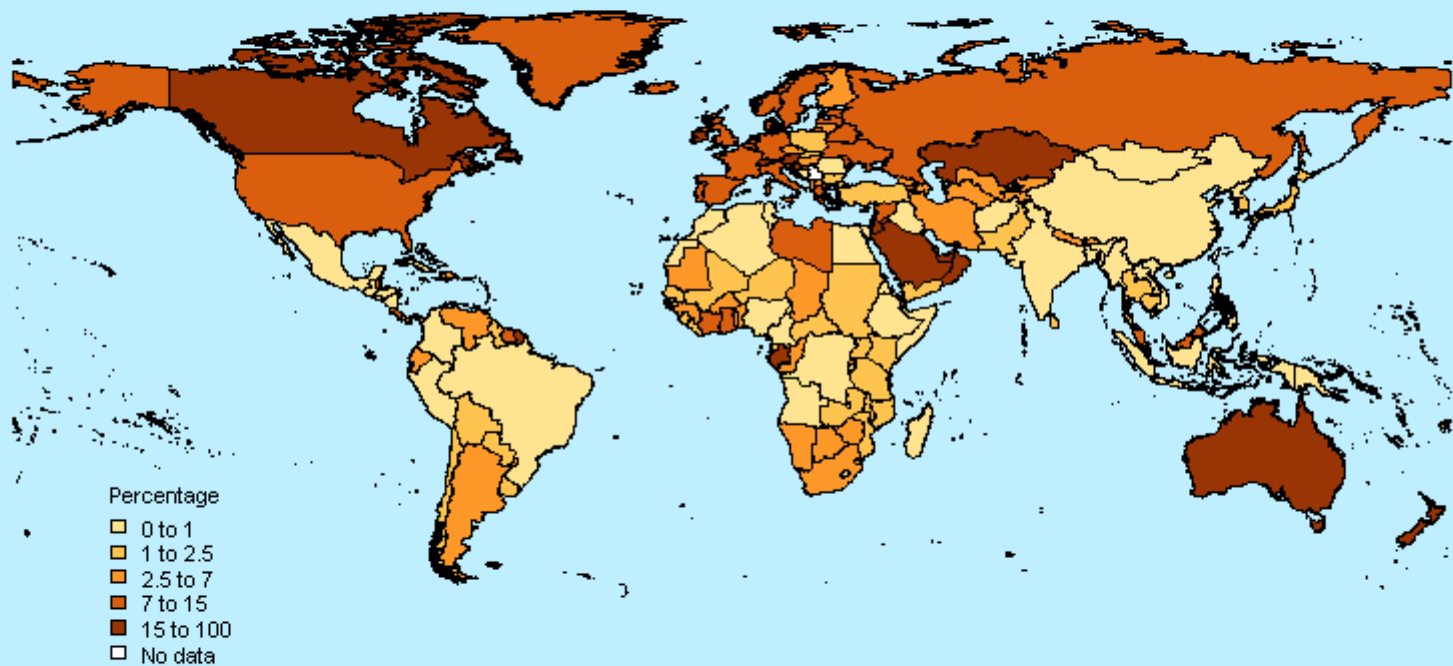 Percentage
0 to 1
1 to 2.5
2.5 to 7
7 to 15
15 to 100
No data